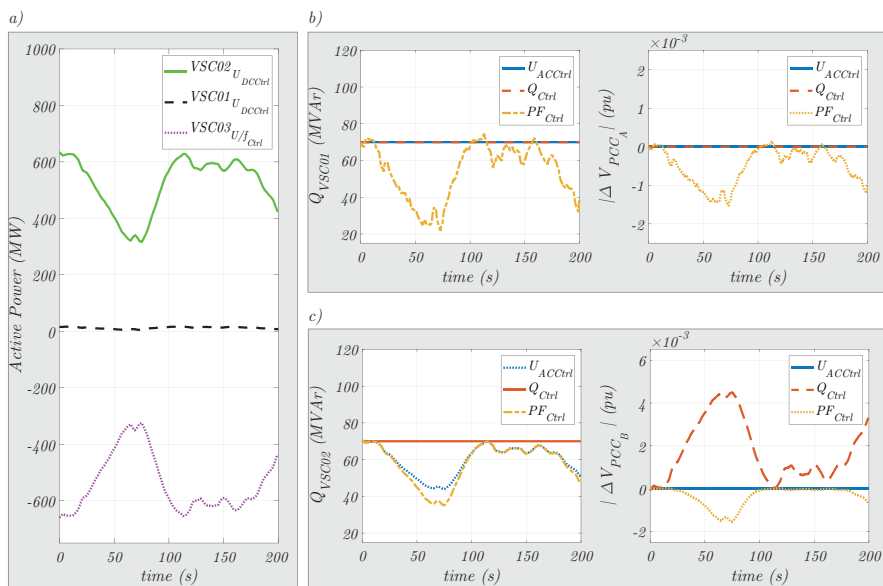 a)
Active Power (MW)
1000
800
600
400
200
0
-200
-400
-600
0
50
100
150
200
time (s)
VSC02 U_DCCtrl
VSC01 U_DCCtrl
VSC03 U/f_Ctrl
b)
Q_VSC01 (MVAr)
120
100
80
60
40
20
0
50
100
150
200
time (s)
U_ACCtrl
Q_Ctrl
PF_Ctrl
|Δ V_PCC_A| (pu)
×10^-3
2
1
0
-1
-2
0
50
100
150
200
time (s)
U_ACCtrl
Q_Ctrl
PF_Ctrl
c)
Q_VSC02 (MVAr)
120
100
80
60
40
20
0
50
100
150
200
time (s)
U_ACCtrl
Q_Ctrl
PF_Ctrl
| Δ V_PCC_B | (pu)
×10^-3
6
4
2
0
-2
0
50
100
150
200
time (s)
U_ACCtrl
Q_Ctrl
PF_Ctrl